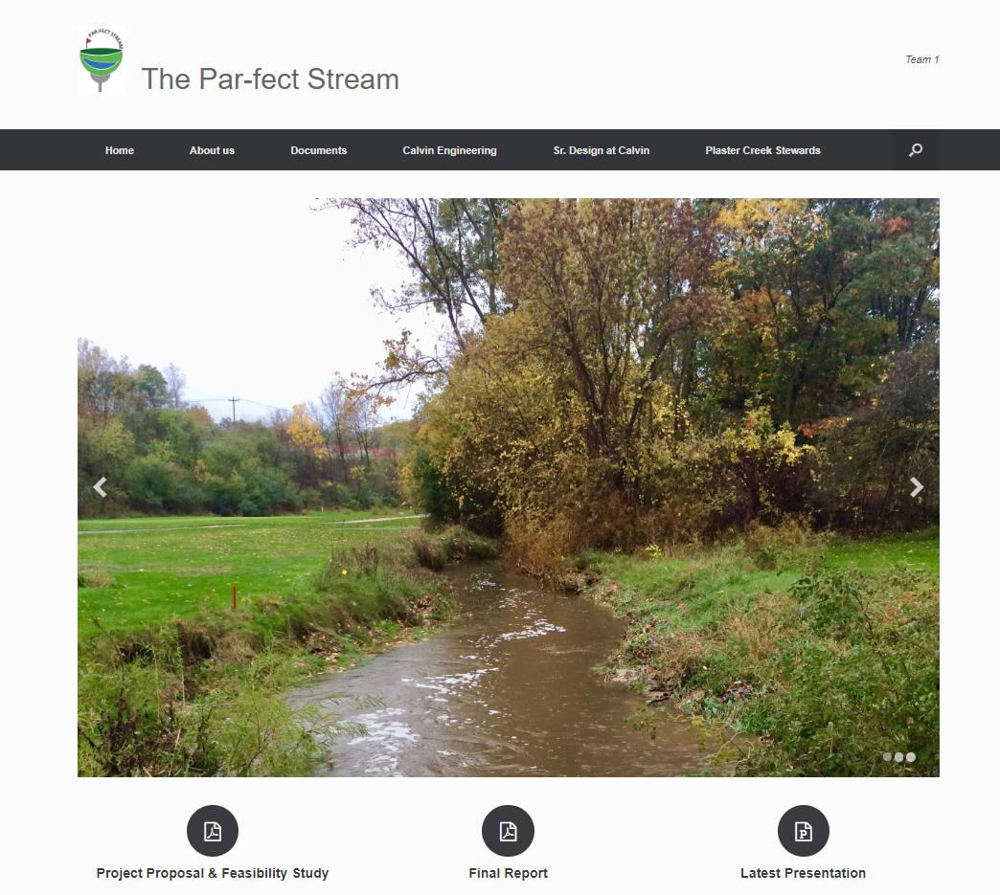 PAR-FECT STREAM
The Par-fect Stream
Team 1
Home About us Documents Calvin Engineering Sr. Design at Calvin Plaster Creek Stewards
Project Proposal & Feasibility Study Final Report Latest Presentation